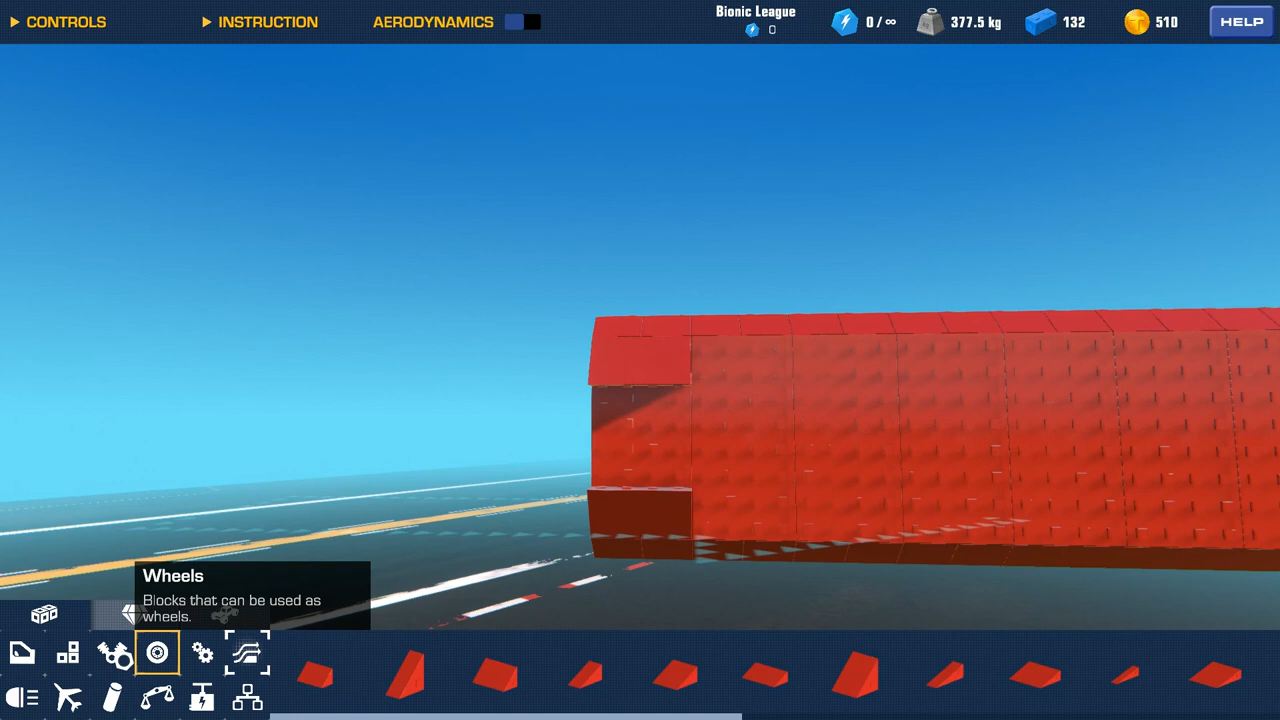 CONTROLS
INSTRUCTION
AERODYNAMICS
Bionic League
0
0 / ∞
377.5 kg
132
510
HELP
Wheels
Blocks that can be used as
wheels.